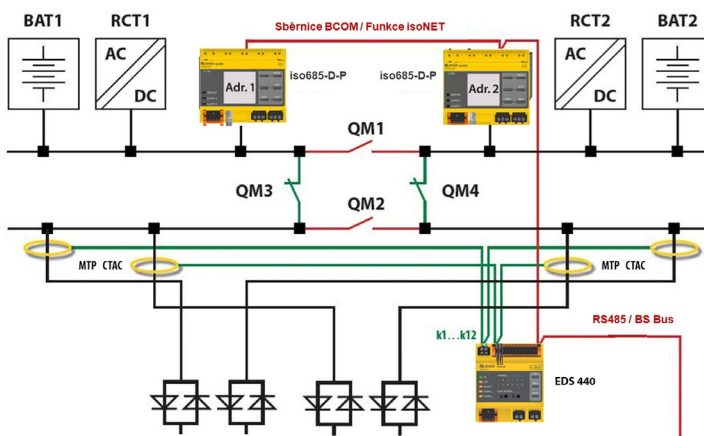 BAT1
RCT1
Sběrnice BCOM / Funkce isoNET
RCT2
BAT2
AC
DC
Adr. 1
iso685-D-P
iso685-D-P
Adr. 2
AC
DC
QM1
QM3
QM4
QM2
MTP CTAC
MTP CTAC
RS485 / BS Bus
k1...k12
EDS 440